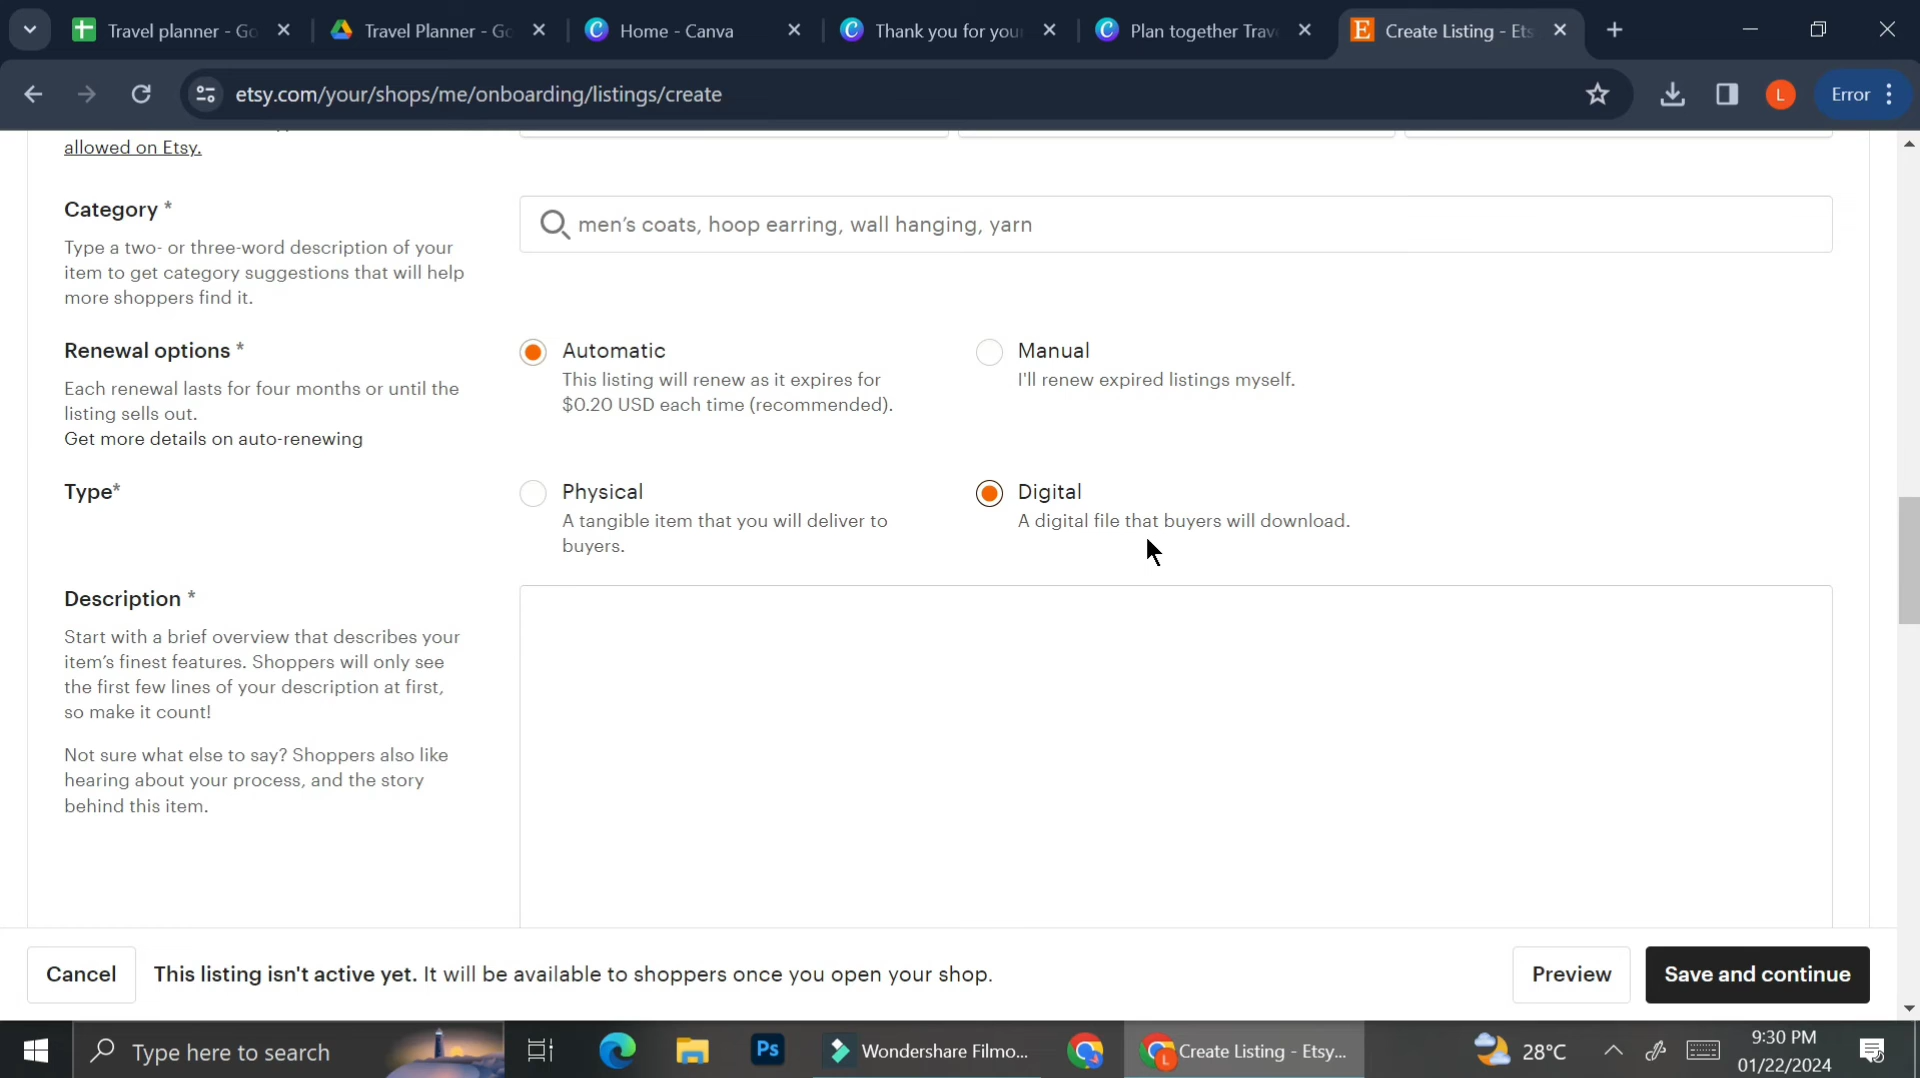 Travel planner - Go
Travel Planner - Go
Home - Canva
Thank you for you
Plan together Trav
Create Listing - Ets
etsy.com/your/shops/me/onboarding/listings/create
L
Error
allowed on Etsy.
Category *
Type a two- or three-word description of your
item to get category suggestions that will help
more shoppers find it.
men's coats, hoop earring, wall hanging, yarn
Renewal options *
Each renewal lasts for four months or until the
listing sells out.
Get more details on auto-renewing
Automatic
This listing will renew as it expires for
$0.20 USD each time (recommended).
Manual
I'll renew expired listings myself.
Type*
Physical
A tangible item that you will deliver to
buyers.
Digital
A digital file that buyers will download.
Description *
Start with a brief overview that describes your
item's finest features. Shoppers will only see
the first few lines of your description at first,
so make it count!
Not sure what else to say? Shoppers also like
hearing about your process, and the story
behind this item.
Cancel
This listing isn't active yet. It will be available to shoppers once you open your shop.
Preview
Save and continue
Type here to search
Ps
Wondershare Filmo...
Create Listing - Etsy...
28°C
9:30 PM
01/22/2024